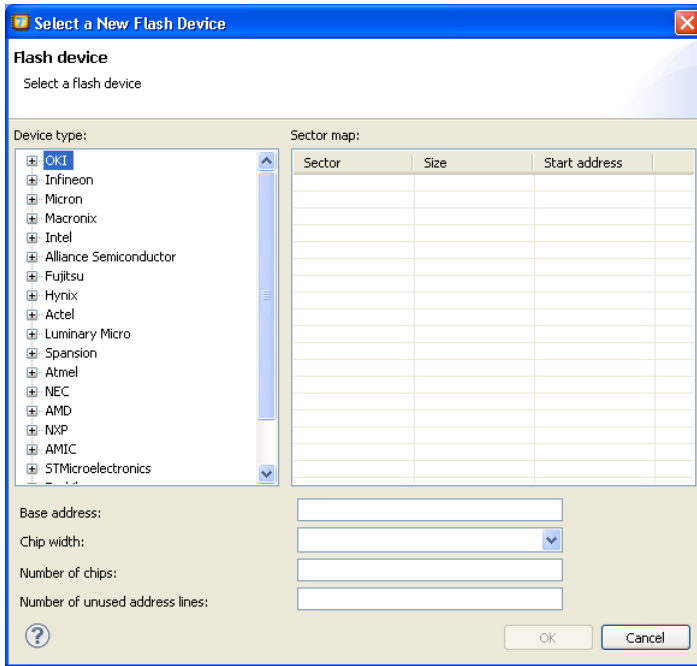 Select a New Flash Device
Flash device
Select a flash device
Device type:
Sector map:
OKI
Infineon
Micron
Macronix
Intel
Alliance Semiconductor
Fujitsu
Hynix
Actel
Luminary Micro
Spansion
Atmel
NEC
AMD
NXP
AMIC
STMicroelectronics
Sector Size Start address
Base address:
Chip width:
Number of chips:
Number of unused address lines:
?
OK Cancel